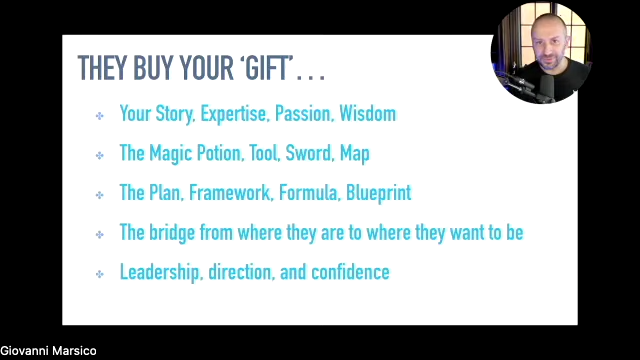 THEY BUY YOUR ‘GIFT’...
Your Story, Expertise, Passion, Wisdom
The Magic Potion, Tool, Sword, Map
The Plan, Framework, Formula, Blueprint
The bridge from where they are to where they want to be
Leadership, direction, and confidence
Giovanni Marsico